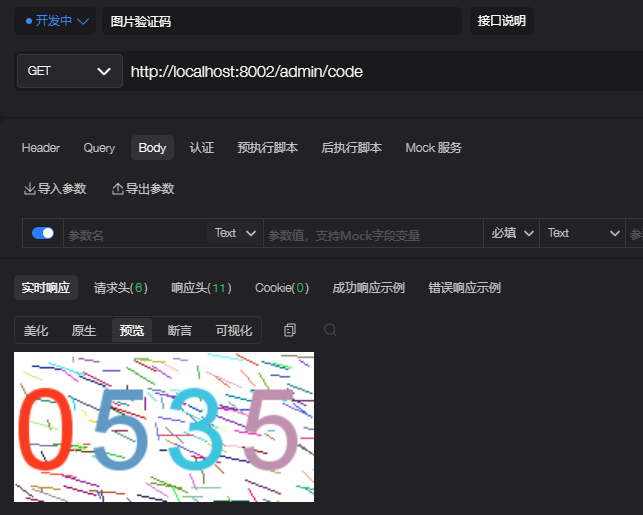 开发中 图片验证码 接口说明
GET http://localhost:8002/admin/code
Header Query Body 认证 预执行脚本 后执行脚本 Mock 服务
导入参数 导出参数
参数名 Text 参数值，支持Mock字段变量 必填 Text 参
实时响应 请求头(6) 响应头(11) Cookie(0) 成功响应示例 错误响应示例
美化 原生 预览 断言 可视化
0535